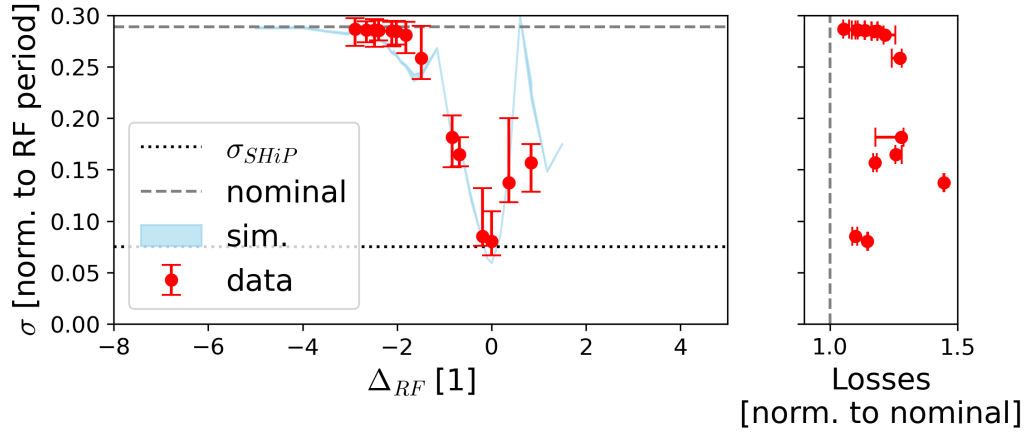 σ [norm. to RF period]
0.30
0.25
0.20
0.15
0.10
0.05
0.00
σ_SHiP
nominal
sim.
data
−8 −6 −4 −2 0 2 4
Δ_RF [1]
1.0 1.5
Losses
[norm. to nominal]